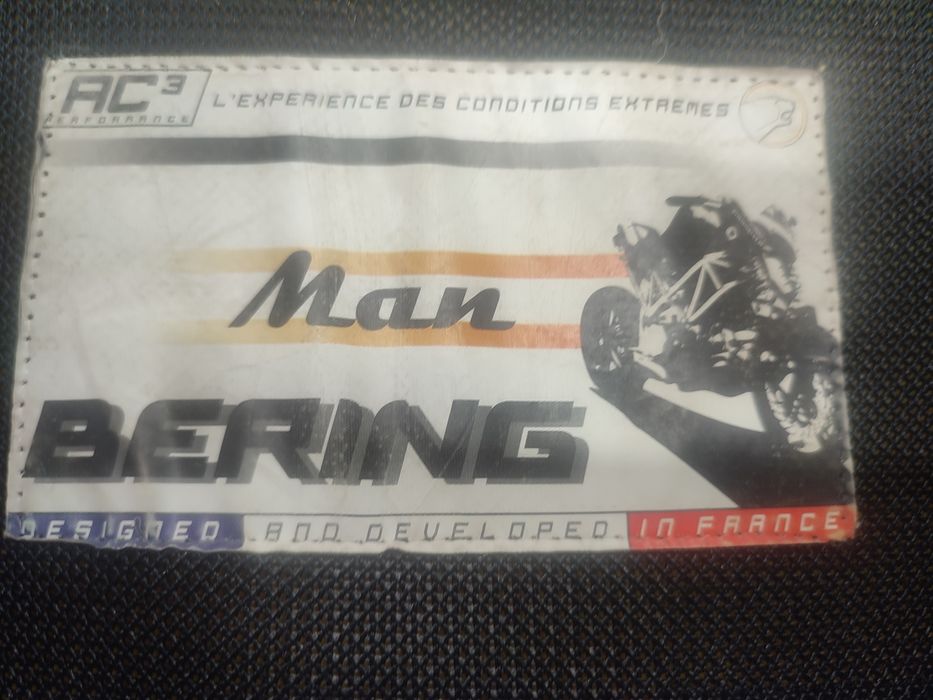 AC³
PERFORMANCE
L'EXPERIENCE DES CONDITIONS EXTREMES
Man
BERING
DESIGNED AND DEVELOPED IN FRANCE